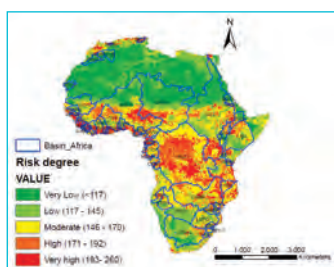 N
Basin_Africa
Risk degree
VALUE
Very Low (<117)
Low (117 - 145)
Moderate (146 - 170)
High (171 - 192)
Very high (193- 260)
0 500 1.000 2.000 3.000
Kilometers